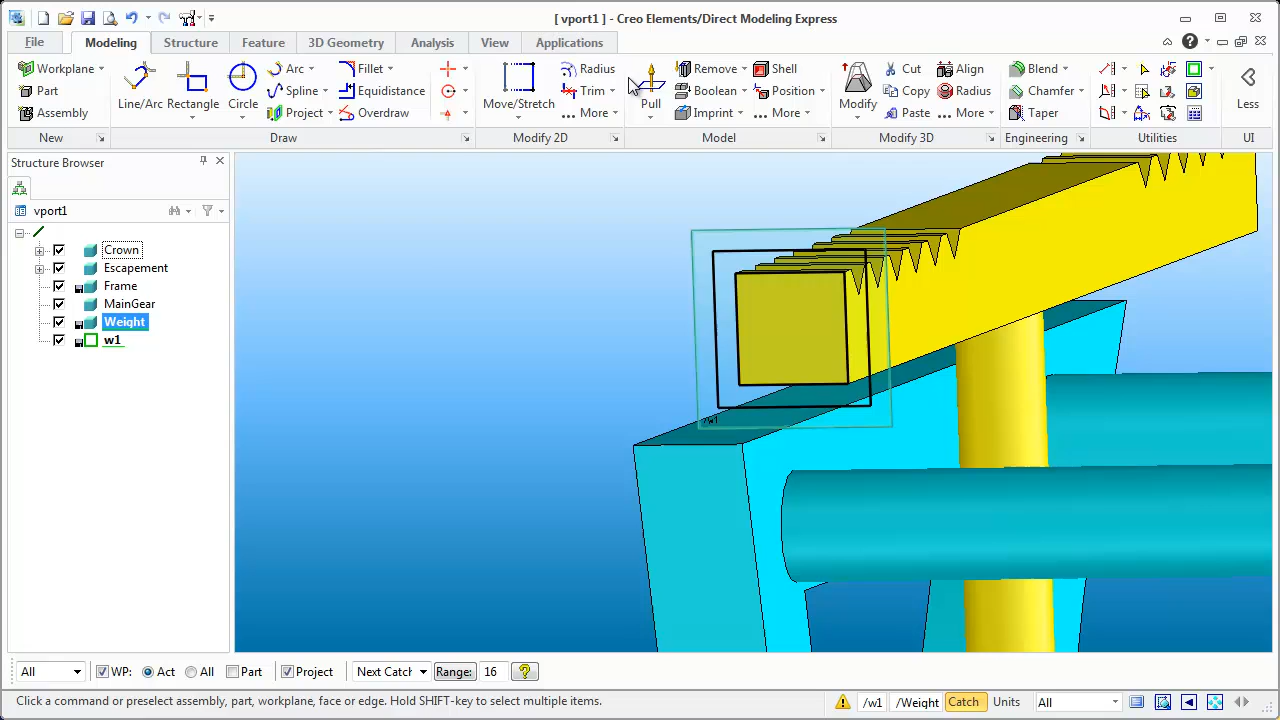 [ vport1 ] - Creo Elements/Direct Modeling Express
File Modeling Structure Feature 3D Geometry Analysis View Applications
Workplane Part Assembly New
Line/Arc Rectangle Circle Arc Spline Project Fillet Equidistance Overdraw Draw
Move/Stretch Radius Trim More Modify 2D
Pull Remove Boolean Imprint Shell Position More Model
Modify Cut Copy Paste Align Radius More Modify 3D
Blend Chamfer Taper Engineering
Utilities
Less UI
Structure Browser
vport1
Crown
Escapement
Frame
MainGear
Weight
w1
/w1
All WP: Act All Part Project Next Catch Range: 16
Click a command or preselect assembly, part, workplane, face or edge. Hold SHIFT-key to select multiple items. /w1 /Weight Catch Units All